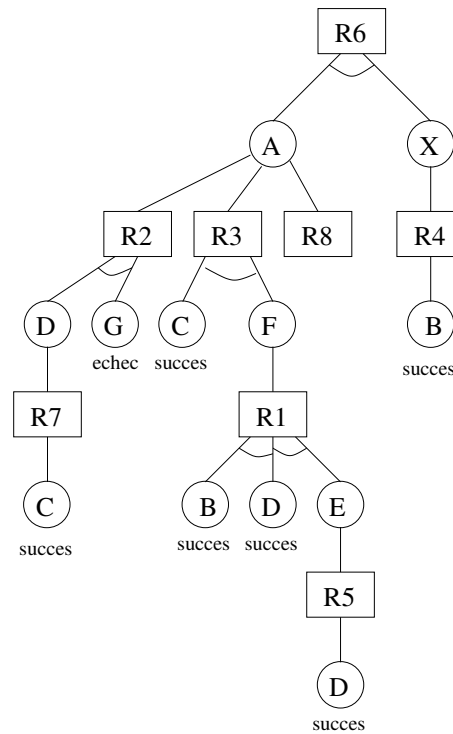 R6
A X
R2 R3 R8 R4
D G C F B
echec succes succes
R7 R1
C B D E
succes succes succes
R5
D
succes